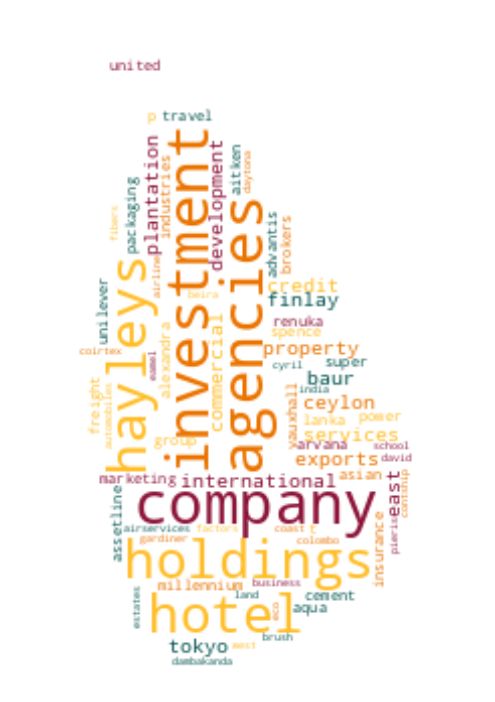 united
p
travel
investment
agencies
hayleys
plantation
industries
development
aitken
daytona
packaging
fibers
airline
beira
advantis
brokers
credit
finlay
unilever
renuka
spence
coirtex
eamel
alexandra
commercial
property
cyril
super
india
baur
freight
automobiles
vauxhall
ceylon
lanka
power
group
services
arvana
school
exports
david
marketing
international
asian
east
containership
company
pieris
assetline
airservices
factors
coast
t
gardiner
colombo
insurance
holdings
millennium
business
cement
estates
land
hotel
eco
aqua
brush
tokyo
west
dambakanda